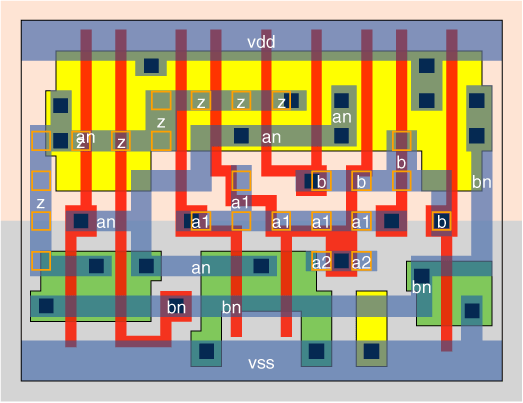 vdd
z z z
an
an z z z
an
b
z a1 b b bn
an a1 a1 a1 a1 b
an a2 a2
bn
bn bn
vss